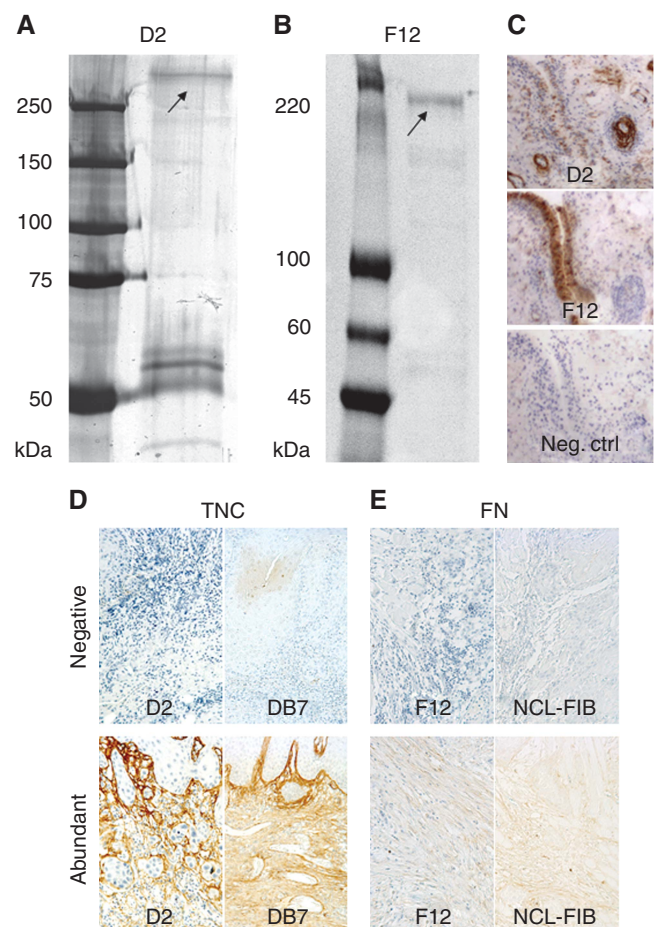 A
D2
250
150
100
75
50
kDa
B
F12
220
100
60
45
kDa
C
D2
F12
Neg. ctrl
D
TNC
E
FN
Negative
D2
DB7
F12
NCL-FIB
Abundant
D2
DB7
F12
NCL-FIB